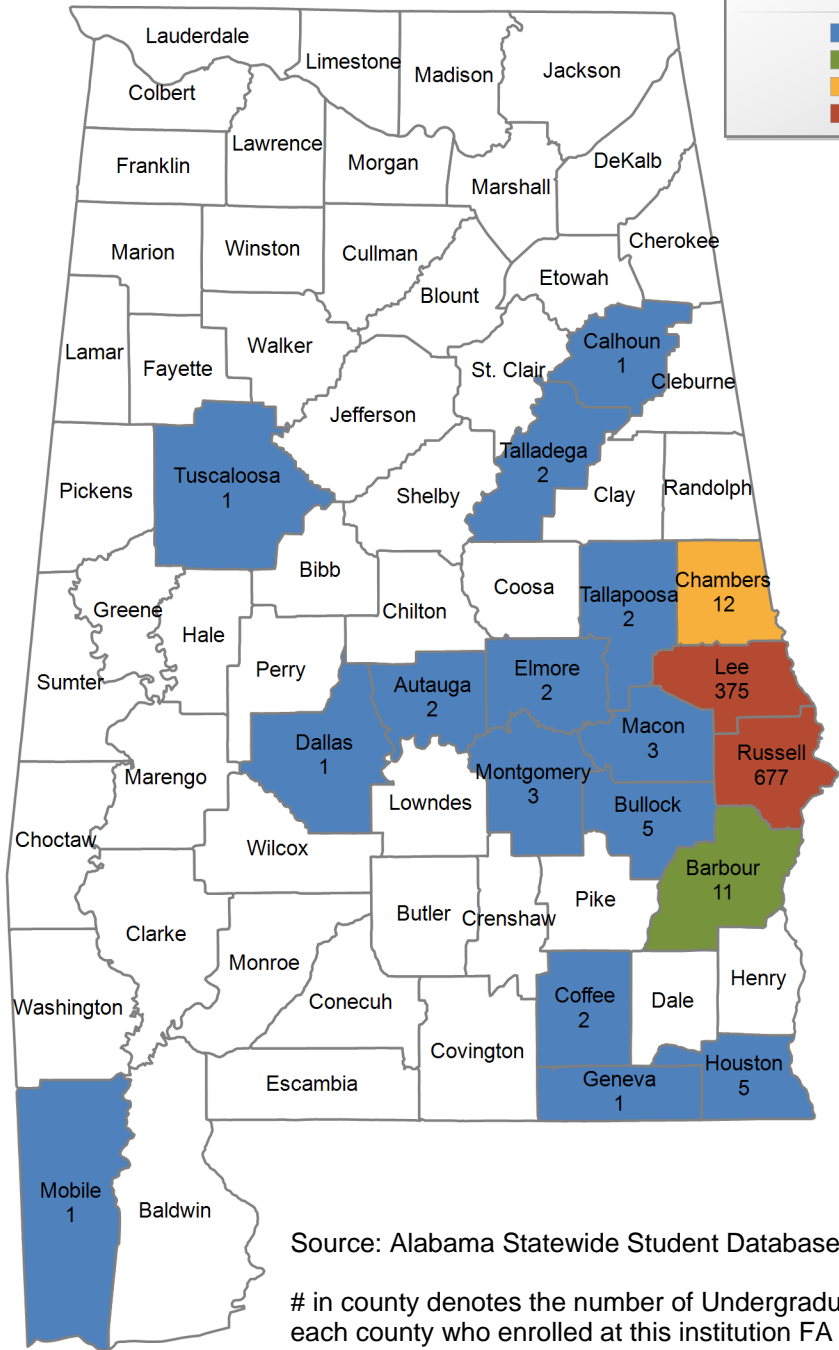 Lauderdale
Limestone
Madison
Jackson
Colbert
Lawrence
Franklin
Morgan
DeKalb
Marshall
Marion
Winston
Cullman
Cherokee
Etowah
Blount
Lamar
Fayette
Walker
St. Clair
Calhoun
1
Cleburne
Jefferson
Talladega
2
Tuscaloosa
1
Pickens
Shelby
Clay
Randolph
Bibb
Coosa
Tallapoosa
2
Chambers
12
Greene
Hale
Chilton
Perry
Sumter
Autauga
2
Elmore
2
Lee
375
Dallas
1
Macon
3
Russell
677
Marengo
Montgomery
3
Lowndes
Bullock
5
Choctaw
Wilcox
Barbour
11
Clarke
Butler
Crenshaw
Pike
Monroe
Washington
Conecuh
Coffee
2
Dale
Henry
Covington
Escambia
Geneva
1
Houston
5
Mobile
1
Baldwin
Source: Alabama Statewide Student Database
# in county denotes the number of Undergradu
each county who enrolled at this institution FA